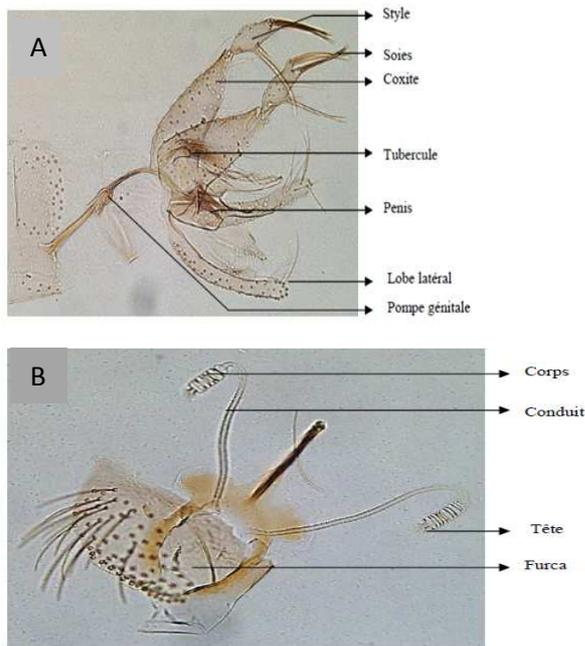 A
Style
Soies
Coxite
Tubercule
Penis
Lobe latéral
Pompe génitale
B
Corps
Conduit
Tête
Furca